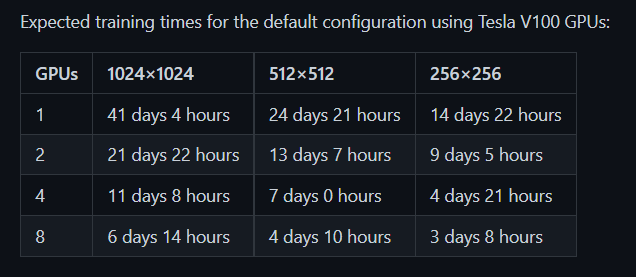 Expected training times for the default configuration using Tesla V100 GPUs:
GPUs 1024×1024 512×512 256×256
1 41 days 4 hours 24 days 21 hours 14 days 22 hours
2 21 days 22 hours 13 days 7 hours 9 days 5 hours
4 11 days 8 hours 7 days 0 hours 4 days 21 hours
8 6 days 14 hours 4 days 10 hours 3 days 8 hours